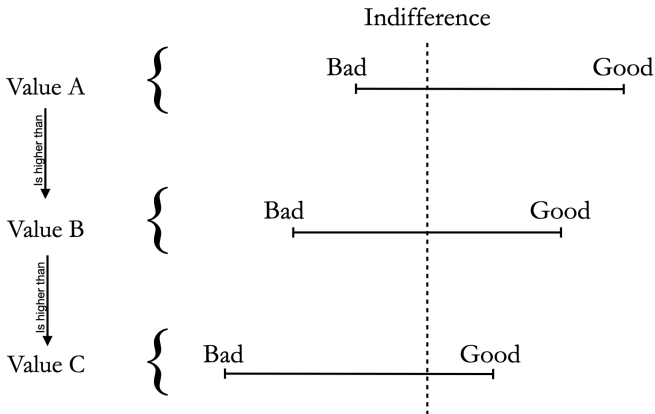 Indifference
Bad
Good
Value A
Is higher than
Bad
Good
Value B
Is higher than
Bad
Good
Value C